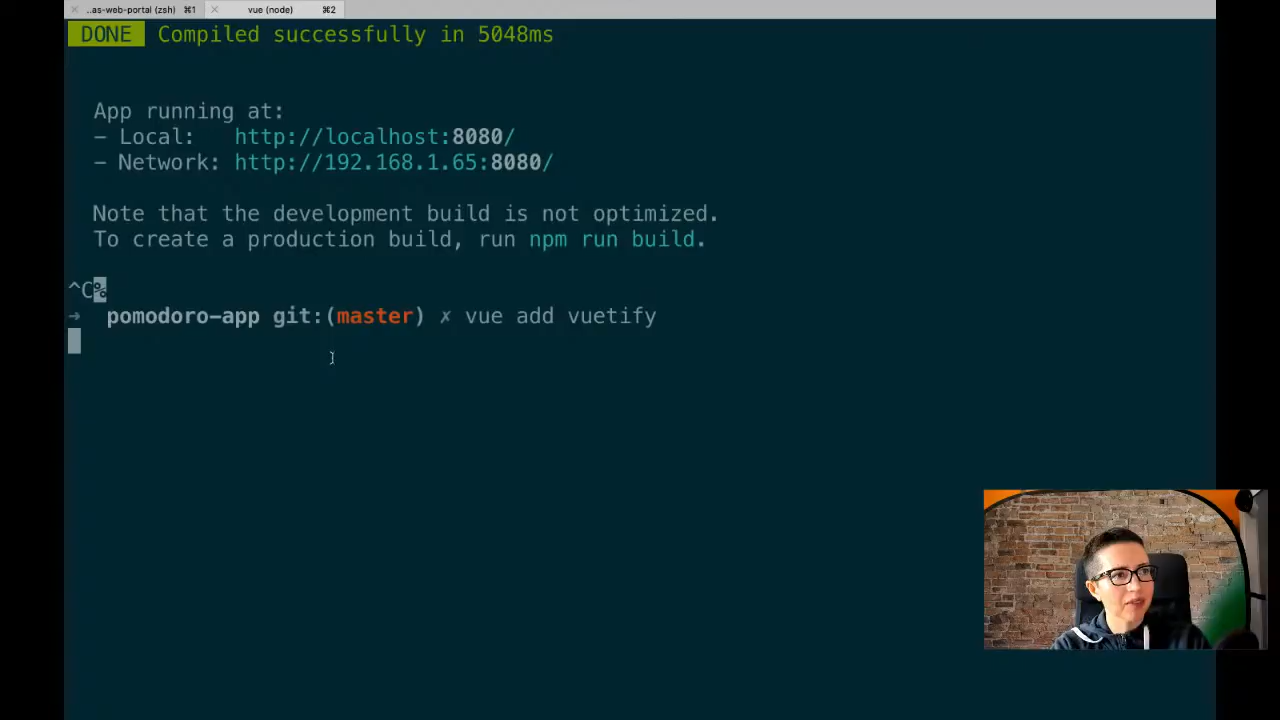 ..as-web-portal (zsh) ⌘1 vue (node) ⌘2
DONE Compiled successfully in 5048ms
App running at:
- Local: http://localhost:8080/
- Network: http://192.168.1.65:8080/
Note that the development build is not optimized.
To create a production build, run npm run build.
^C%
→ pomodoro-app git:(master) ✗ vue add vuetify